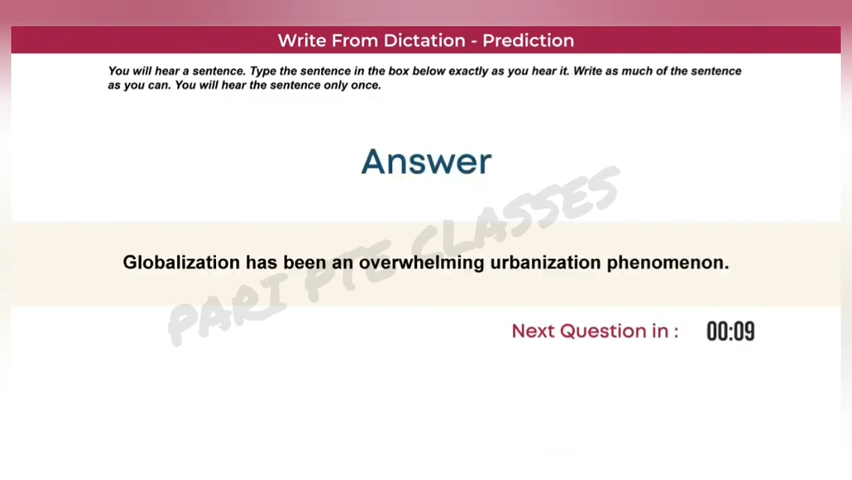 Write From Dictation - Prediction
You will hear a sentence. Type the sentence in the box below exactly as you hear it. Write as much of the sentence
as you can. You will hear the sentence only once.
Answer
PARI PTE CLASSES
Globalization has been an overwhelming urbanization phenomenon.
Next Question in : 00:09